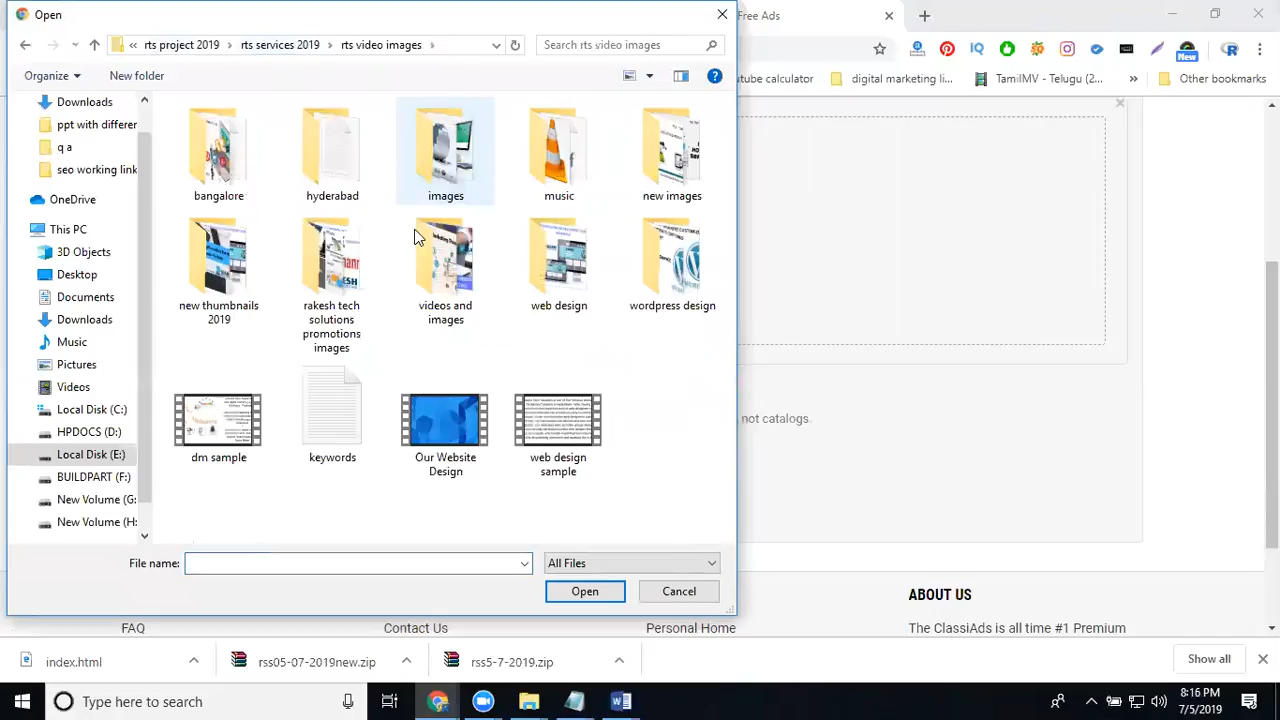 Open
Free Ads
rts project 2019 rts services 2019 rts video images
Search rts video images
Organize New folder
New
utube calculator digital marketing li... TamilMV - Telugu (2... Other bookmarks
Downloads
ppt with differer
q a
seo working link
OneDrive
This PC
3D Objects
Desktop
Documents
Downloads
Music
Pictures
Videos
Local Disk (C:)
HPDOCS (D:)
Local Disk (E:)
BUILDPART (F:)
New Volume (G:
New Volume (H:
bangalore hyderabad images music new images
new thumbnails 2019
rakesh tech solutions promotions images
videos and images
web design
wordpress design
dm sample
keywords
Our Website Design
web design sample
not catalogs.
File name:
All Files
Open Cancel
ABOUT US
FAQ Contact Us Personal Home The ClassiAds is all time #1 Premium
index.html rss05-07-2019new.zip rss5-7-2019.zip Show all
Type here to search
8:16 PM
7/5/2019